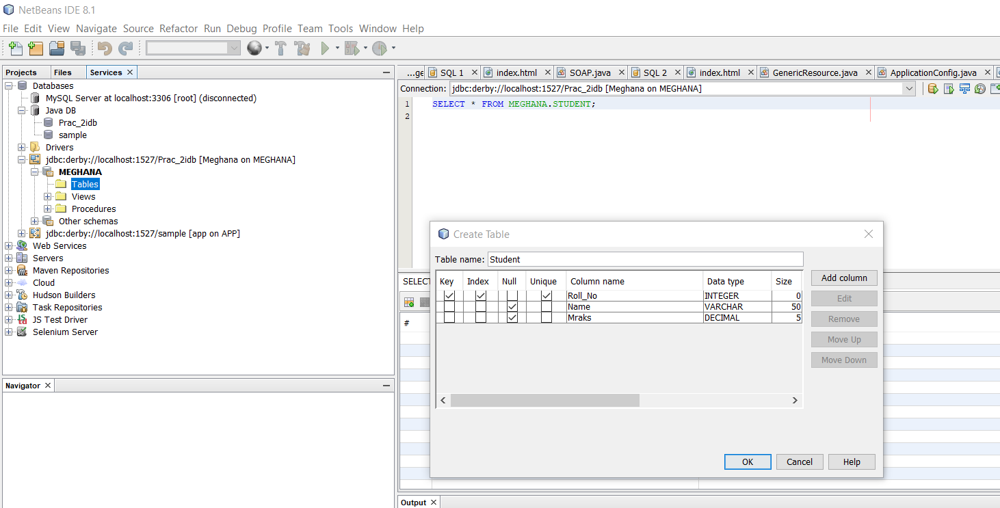 NetBeans IDE 8.1
File Edit View Navigate Source Refactor Run Debug Profile Team Tools Window Help
Projects Files Services
Databases
MySQL Server at localhost:3306 [root] (disconnected)
Java DB
Prac_2idb
sample
Drivers
jdbc:derby://localhost:1527/Prac_2idb [Meghana on MEGHANA]
MEGHANA
Tables
Views
Procedures
Other schemas
jdbc:derby://localhost:1527/sample [app on APP]
Web Services
Servers
Maven Repositories
Cloud
Hudson Builders
Task Repositories
JS Test Driver
Selenium Server
Navigator
...ge SQL 1 index.html SOAP.java SQL 2 index.html GenericResource.java ApplicationConfig.java
Connection: jdbc:derby://localhost:1527/Prac_2idb [Meghana on MEGHANA]
1 SELECT * FROM MEGHANA.STUDENT;
2
SELECT
#
Create Table
Table name: Student
Key Index Null Unique Column name Data type Size
Roll_No INTEGER 0
Name VARCHAR 50
Mraks DECIMAL 5
Add column
Edit
Remove
Move Up
Move Down
OK Cancel Help
Output